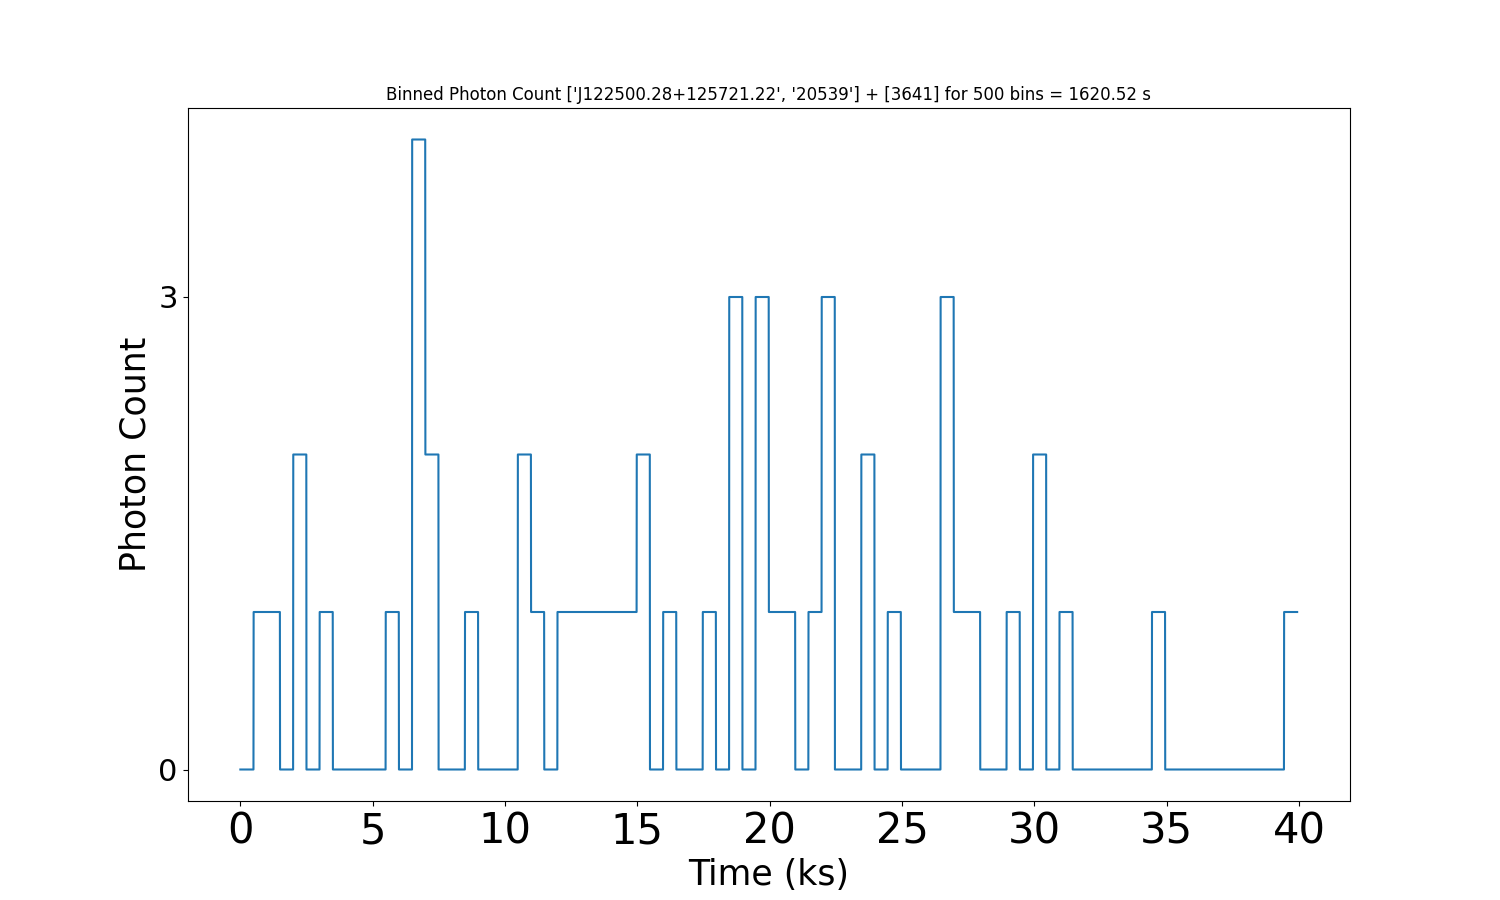 Binned Photon Count ['J122500.28+125721.22', '20539'] + [3641] for 500 bins = 1620.52 s
3
0
Photon Count
0 5 10 15 20 25 30 35 40
Time (ks)